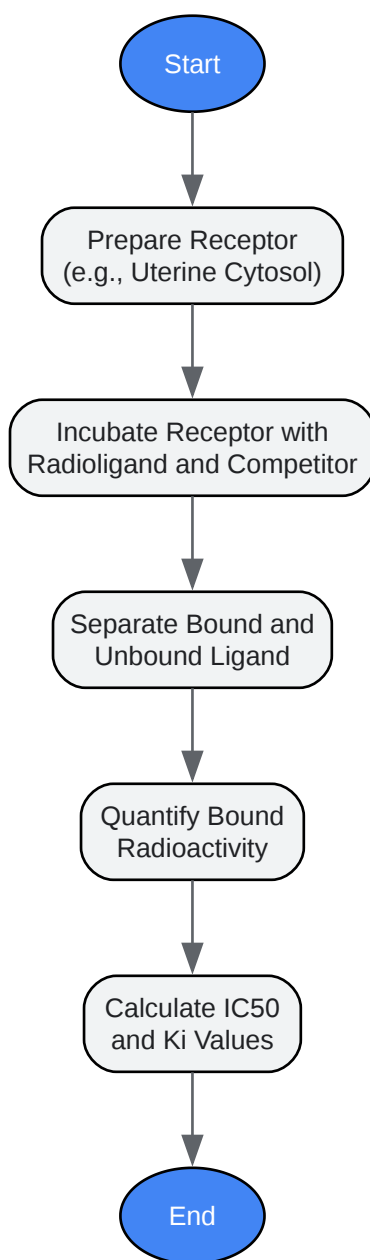 Start
Prepare Receptor
(e.g., Uterine Cytosol)
Incubate Receptor with
Radioligand and Competitor
Separate Bound and
Unbound Ligand
Quantify Bound
Radioactivity
Calculate IC50
and Ki Values
End